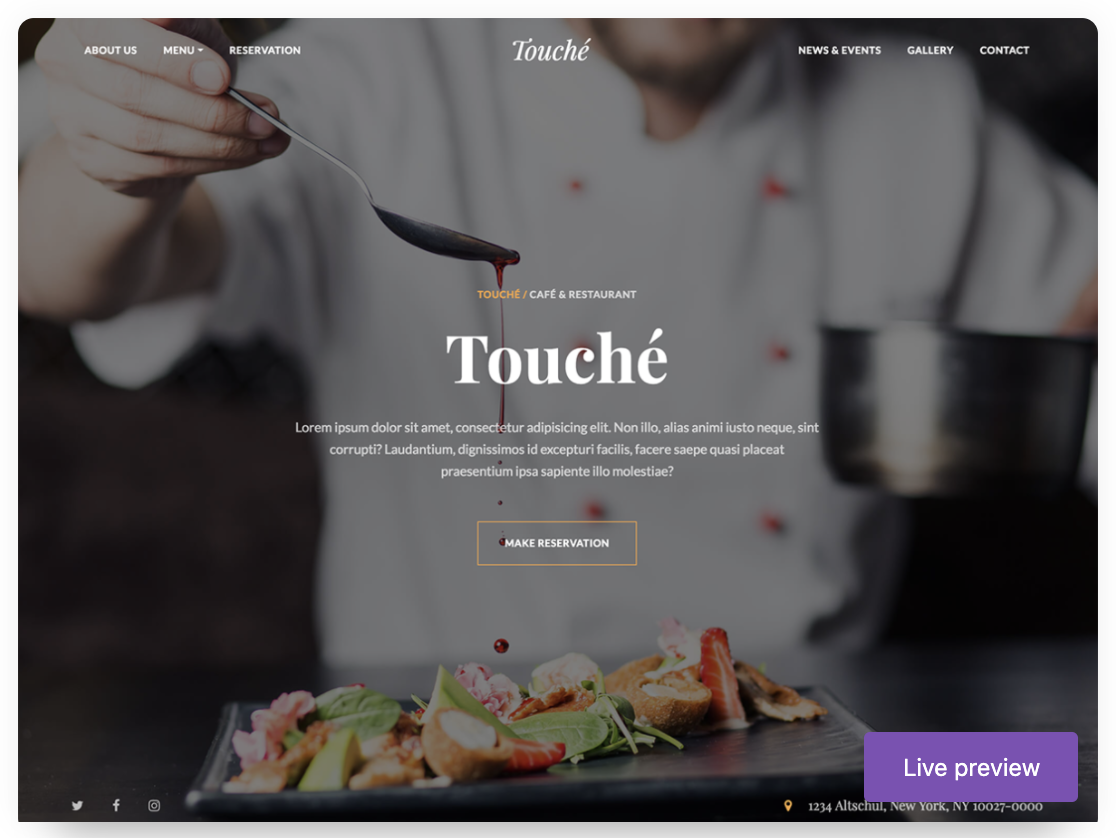 ABOUT US MENU RESERVATION Touché NEWS & EVENTS GALLERY CONTACT
TOUCHÉ / CAFÉ & RESTAURANT
Touché
Lorem ipsum dolor sit amet, consectetur adipisicing elit. Non illo, alias animi iusto neque, sint
corrupti? Laudantium, dignissimos id excepturi facilis, facere saepe quasi placeat
praesentium ipsa sapiente illo molestiae?
MAKE RESERVATION
Live preview
1234 Altschul, New York, NY 10027-0000